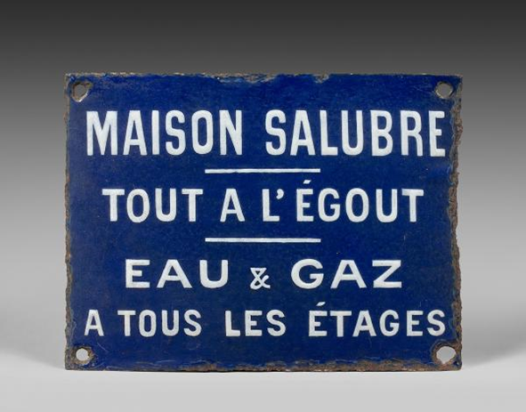 MAISON SALUBRE
TOUT A L'ÉGOUT
EAU & GAZ
A TOUS LES ÉTAGES